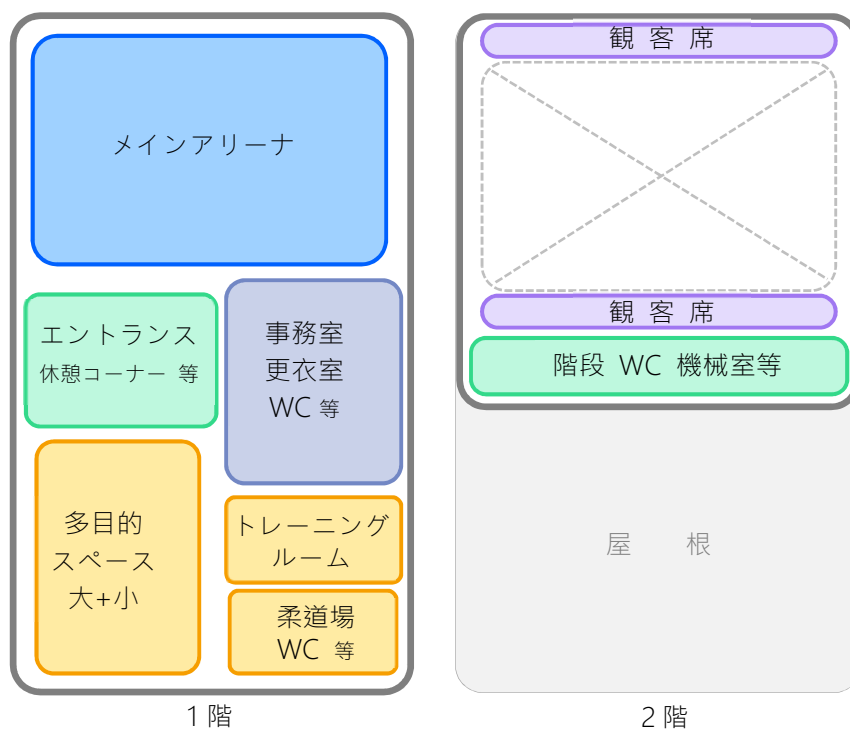 メインアリーナ
エントランス
休憩コーナー 等
事務室
更衣室
WC 等
多目的
スペース
大+小
トレーニング
ルーム
柔道場
WC 等
1階
観 客 席
観 客 席
階段 WC 機械室等
屋 根
2階